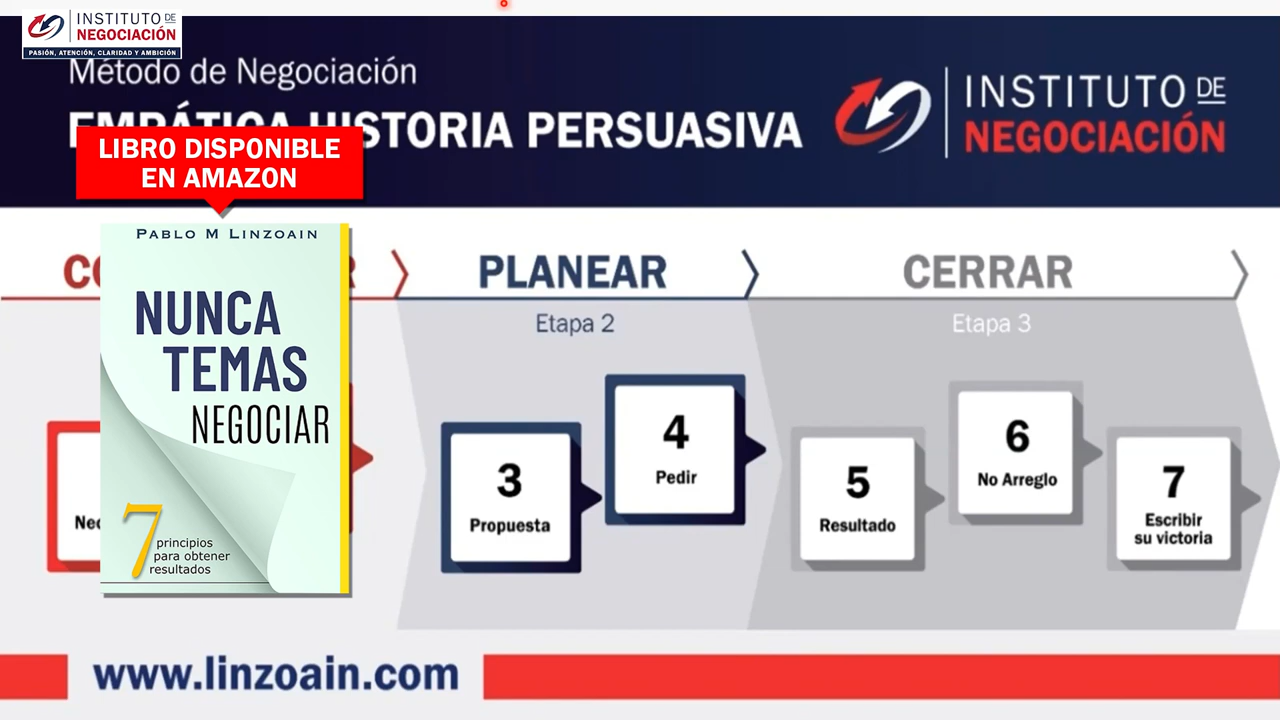 INSTITUTO DE
NEGOCIACIÓN
PASIÓN, ATENCIÓN, CLARIDAD Y AMBICIÓN
Método de Negociación
EMPÁTICA HISTORIA PERSUASIVA
INSTITUTO DE
NEGOCIACIÓN
LIBRO DISPONIBLE
EN AMAZON
PABLO M LINZOAIN
NUNCA
TEMAS
NEGOCIAR
7
principios
para obtener
resultados
PLANEAR
Etapa 2
3
Propuesta
4
Pedir
CERRAR
Etapa 3
5
Resultado
6
No Arreglo
7
Escribir
su victoria
www.linzoain.com